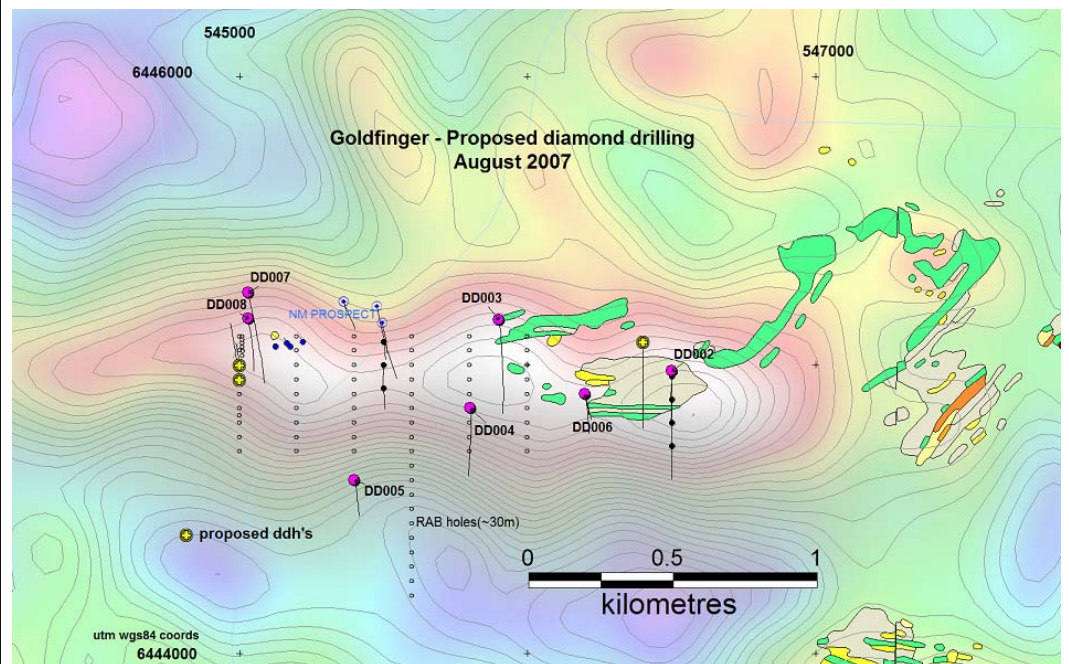 545000
547000
6446000
Goldfinger - Proposed diamond drilling
August 2007
DD007
DD008
NM PROSPECT
DD003
DD002
DD004
DD006
DD005
RAB holes(~30m)
proposed ddh's
0 0.5 1
kilometres
utm wgs84 coords
6444000